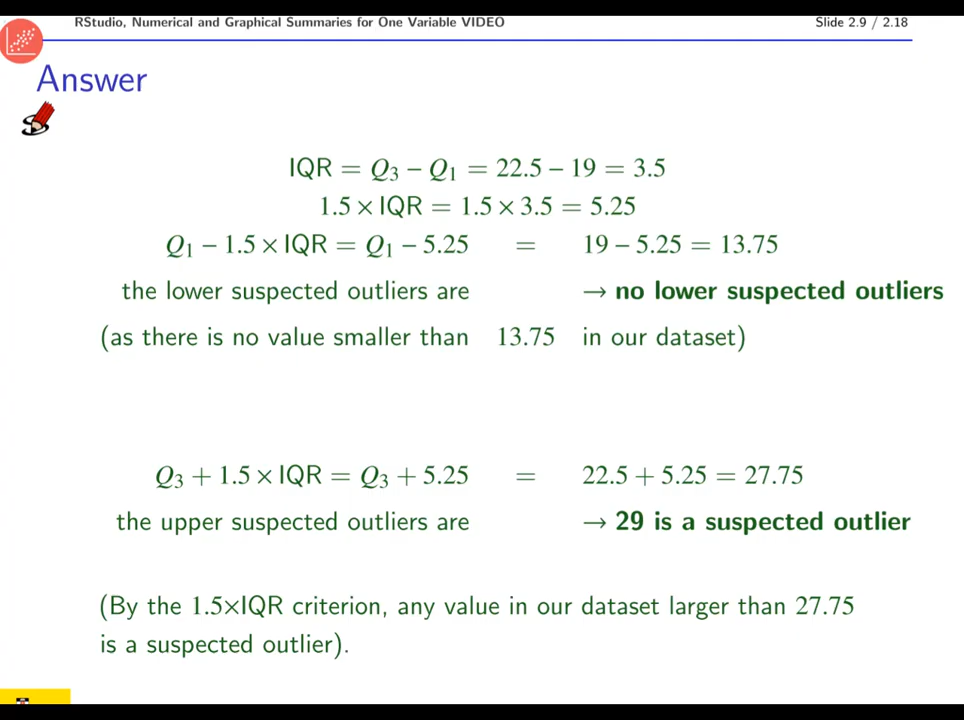 RStudio, Numerical and Graphical Summaries for One Variable VIDEO Slide 2.9 / 2.18
Answer
IQR = Q₃ − Q₁ = 22.5 − 19 = 3.5
1.5 × IQR = 1.5 × 3.5 = 5.25
Q₁ − 1.5 × IQR = Q₁ − 5.25 = 19 − 5.25 = 13.75
the lower suspected outliers are → no lower suspected outliers
(as there is no value smaller than 13.75 in our dataset)
Q₃ + 1.5 × IQR = Q₃ + 5.25 = 22.5 + 5.25 = 27.75
the upper suspected outliers are → 29 is a suspected outlier
(By the 1.5×IQR criterion, any value in our dataset larger than 27.75
is a suspected outlier).